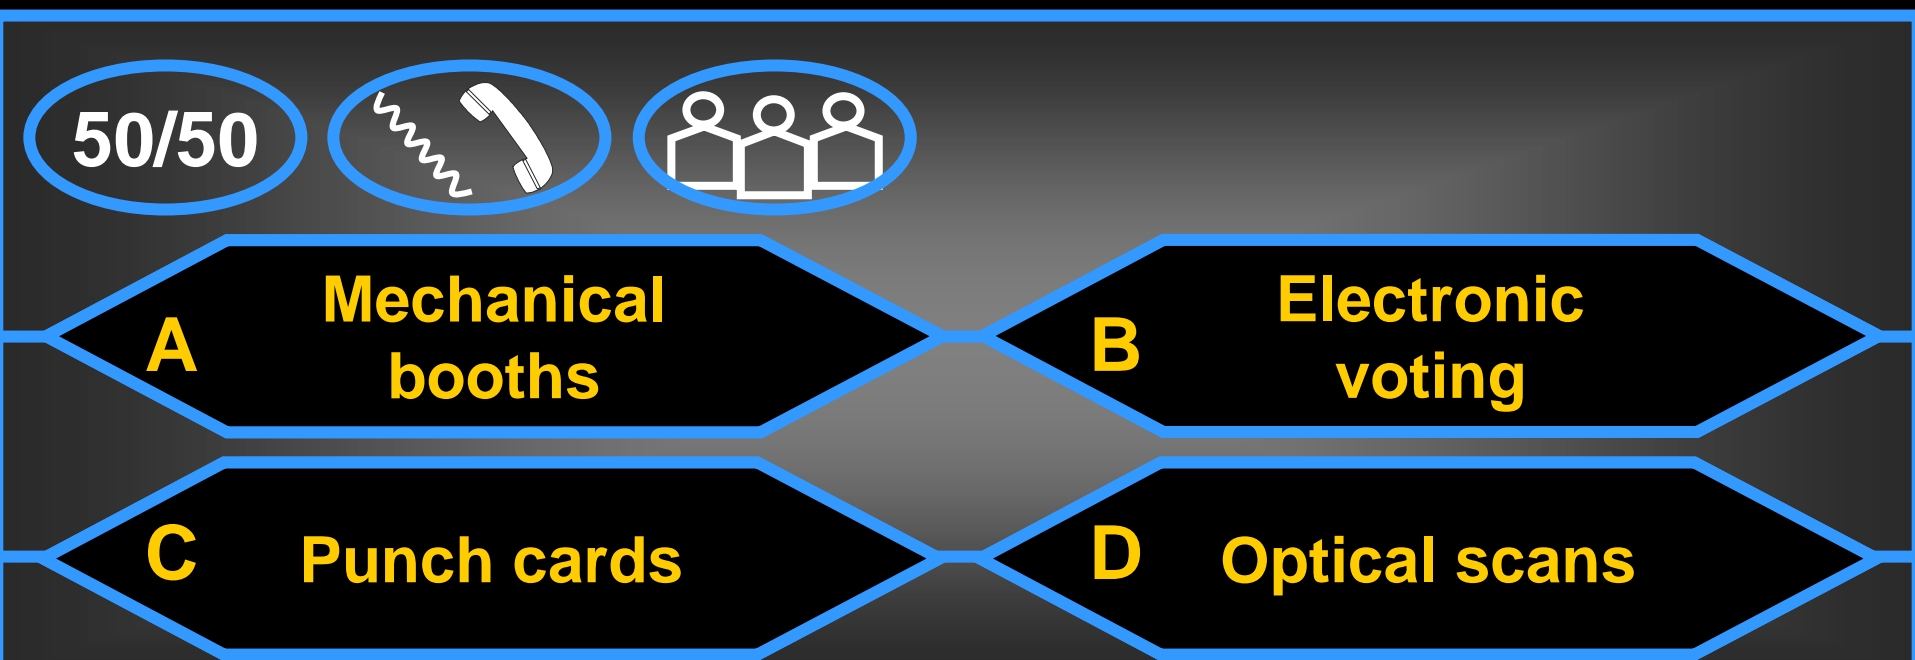 50/50
A
Mechanical
booths
B
Electronic
voting
C
Punch cards
D
Optical scans